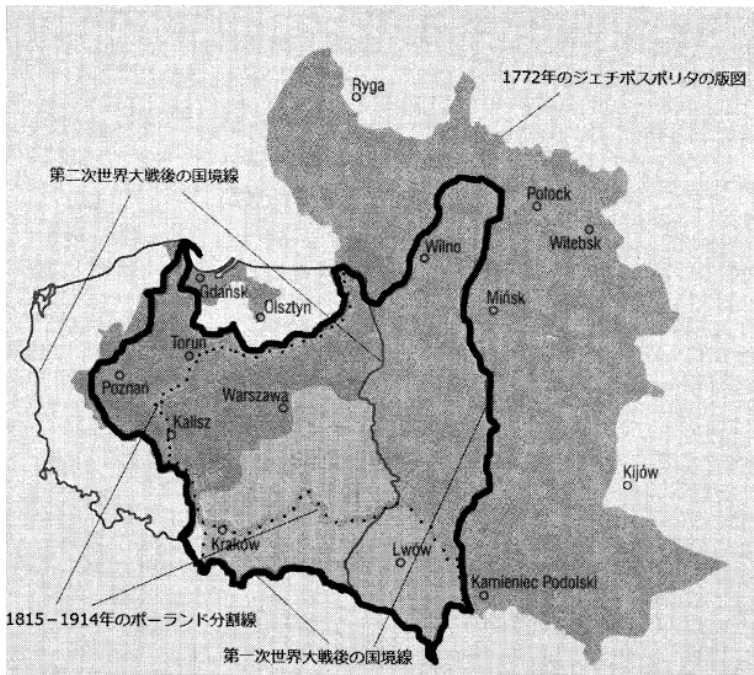 1772年のジェチポスポリタの版図
Ryga
第二次世界大戦後の国境線
Połock
Witebsk
Wilno
Gdańsk
Olsztyn
Mińsk
Toruń
Poznań
Warszawa
Kalisz
Kijów
Kraków
Lwów
Kamieniec Podolski
1815–1914年のポーランド分割線
第一次世界大戦後の国境線